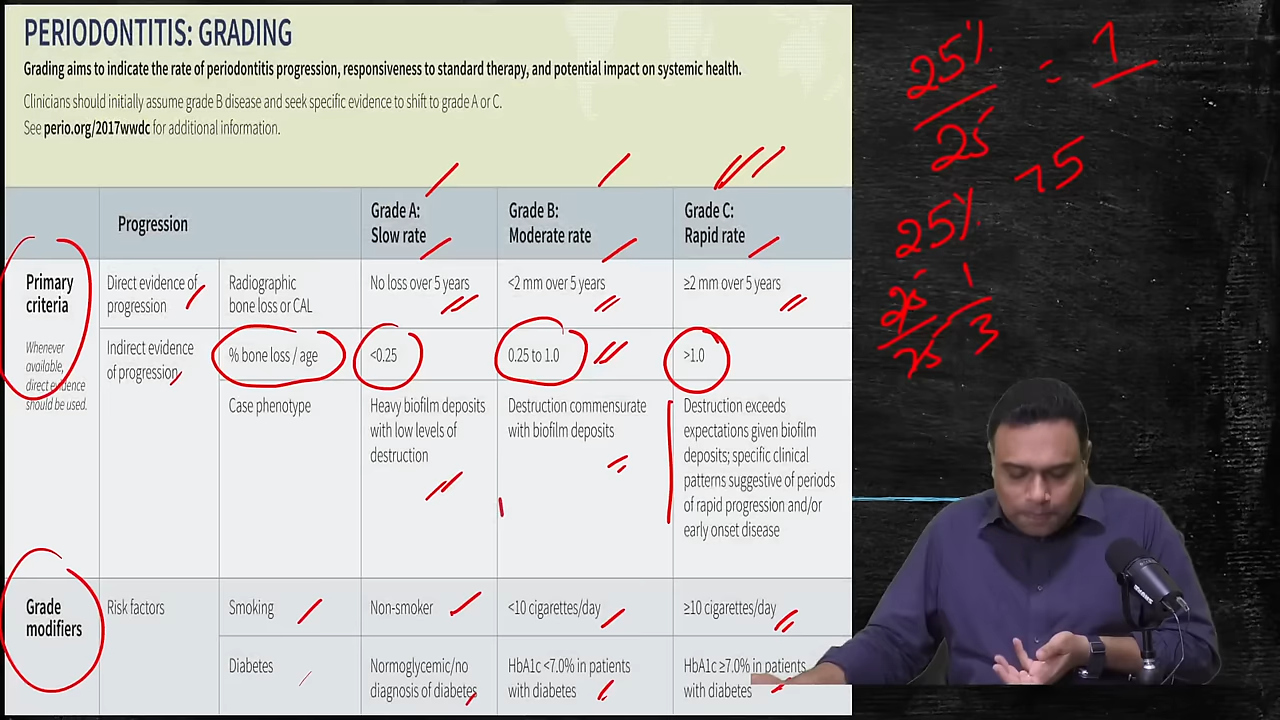 PERIODONTITIS: GRADING
Grading aims to indicate the rate of periodontitis progression, responsiveness to standard therapy, and potential impact on systemic health.
Clinicians should initially assume grade B disease and seek specific evidence to shift to grade A or C.
See perio.org/2017wwdc for additional information.
Progression
Grade A:
Slow rate
Grade B:
Moderate rate
Grade C:
Rapid rate
Primary
criteria
Whenever
available,
direct evidence
should be used.
Direct evidence of
progression
Radiographic
bone loss or CAL
No loss over 5 years
<2 mm over 5 years
≥2 mm over 5 years
Indirect evidence
of progression
% bone loss / age
<0.25
0.25 to 1.0
>1.0
Case phenotype
Heavy biofilm deposits
with low levels of
destruction
Destruction commensurate
with biofilm deposits
Destruction exceeds
expectations given biofilm
deposits; specific clinical
patterns suggestive of periods
of rapid progression and/or
early onset disease
Grade
modifiers
Risk factors
Smoking
Non-smoker
<10 cigarettes/day
≥10 cigarettes/day
Diabetes
Normoglycemic/no
diagnosis of diabetes
HbA1c <7.0% in patients
with diabetes
HbA1c ≥7.0% in patients
with diabetes
25% = 1
25
25% 75
25 1
75 3